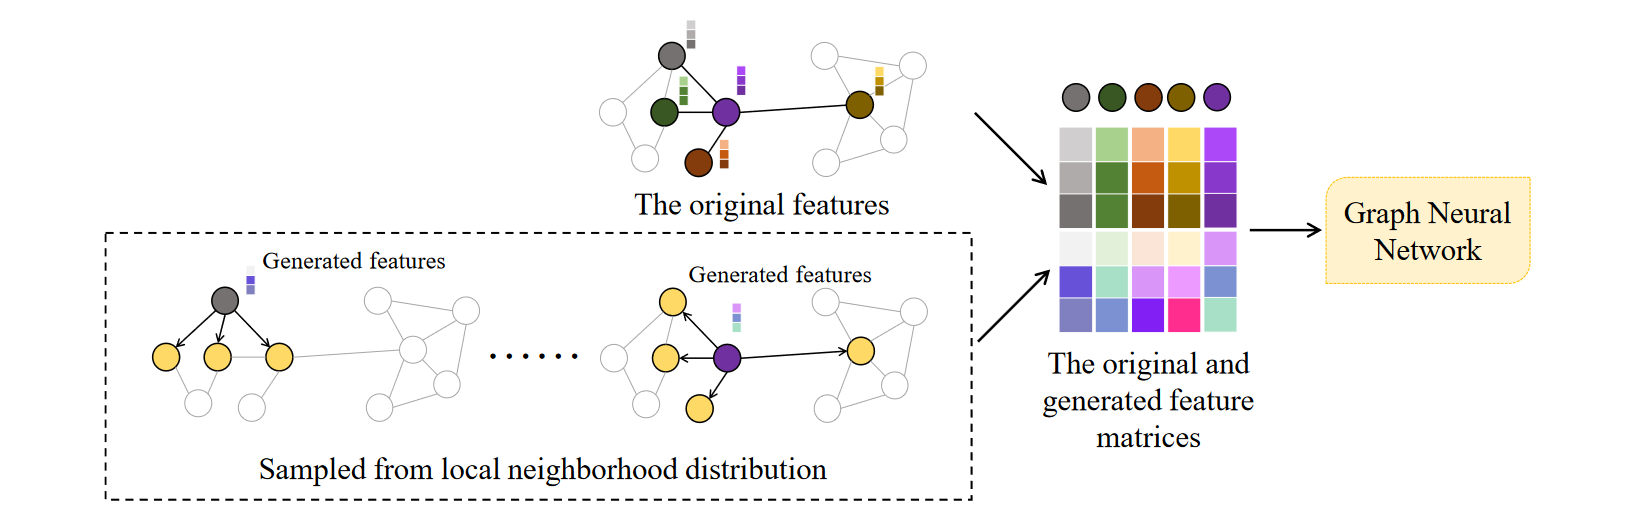 The original features
Generated features
Generated features
Sampled from local neighborhood distribution
The original and
generated feature
matrices
Graph Neural
Network